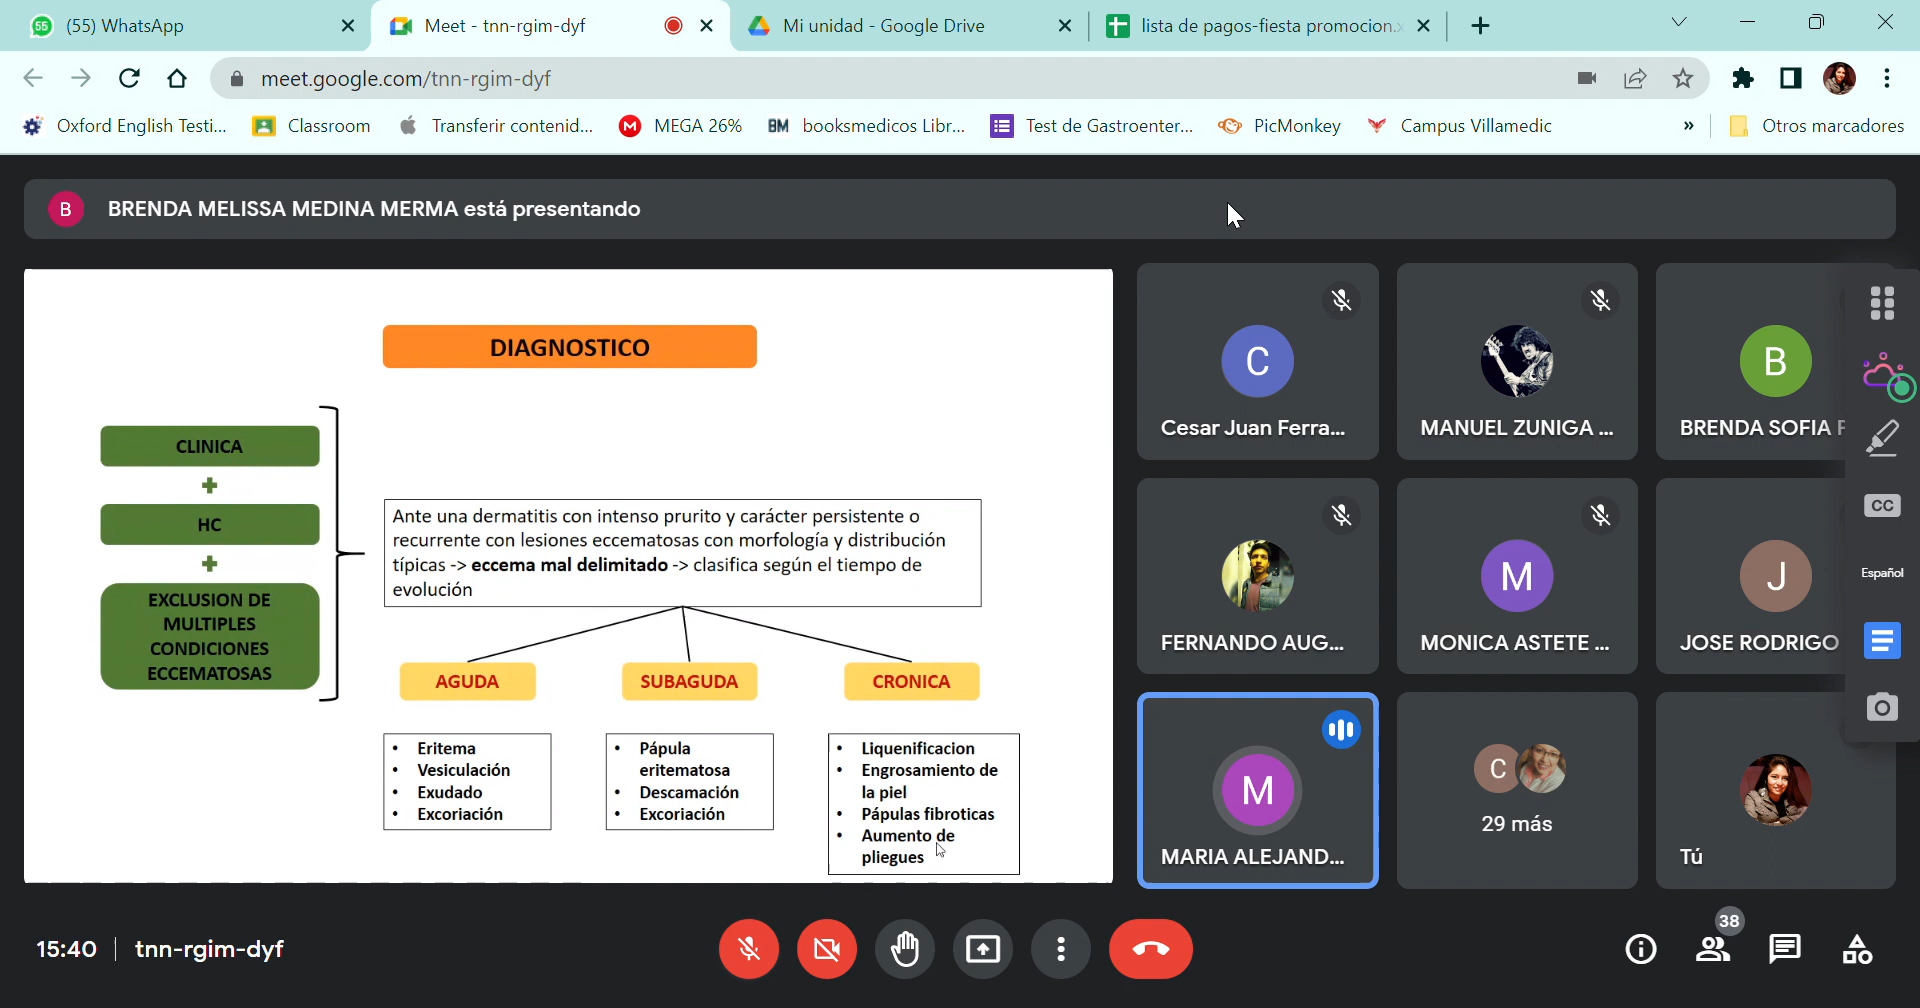 55 (55) WhatsApp
Meet - tnn-rgim-dyf
Mi unidad - Google Drive
lista de pagos-fiesta promocion.x
meet.google.com/tnn-rgim-dyf
Oxford English Testi...
Classroom
Transferir contenid...
M MEGA 26%
BM booksmedicos Libr...
Test de Gastroenter...
PicMonkey
Campus Villamedic
»
Otros marcadores
B BRENDA MELISSA MEDINA MERMA está presentando
DIAGNOSTICO
CLINICA
HC
EXCLUSION DE
MULTIPLES
CONDICIONES
ECCEMATOSAS
Ante una dermatitis con intenso prurito y carácter persistente o
recurrente con lesiones eccematosas con morfología y distribución
típicas -> eccema mal delimitado -> clasifica según el tiempo de
evolución
AGUDA
• Eritema
• Vesiculación
• Exudado
• Excoriación
SUBAGUDA
• Pápula
eritematosa
• Descamación
• Excoriación
CRONICA
• Liquenificacion
• Engrosamiento de
la piel
• Pápulas fibroticas
• Aumento de
pliegues
C
Cesar Juan Ferra...
MANUEL ZUNIGA ...
B
BRENDA SOFIA
FERNANDO AUG...
M
MONICA ASTETE ...
J
JOSE RODRIGO
M
MARIA ALEJAND...
C
29 más
Tú
CC
Español
15:40 | tnn-rgim-dyf
38